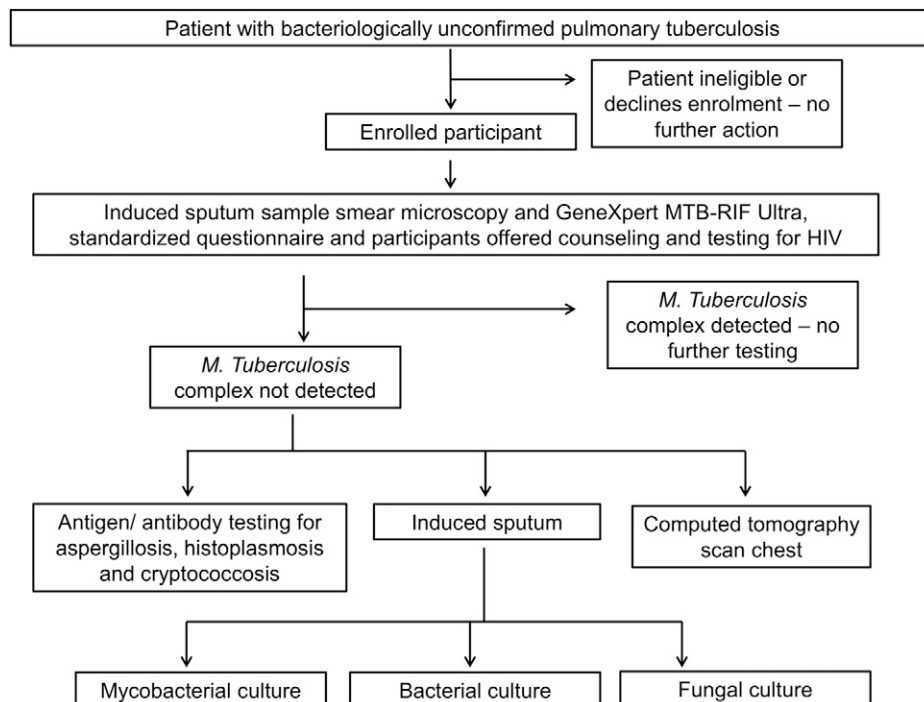 Patient with bacteriologically unconfirmed pulmonary tuberculosis
Patient ineligible or
declines enrolment – no
further action
Enrolled participant
Induced sputum sample smear microscopy and GeneXpert MTB-RIF Ultra,
standardized questionnaire and participants offered counseling and testing for HIV
M. Tuberculosis
complex detected – no
further testing
M. Tuberculosis
complex not detected
Antigen/ antibody testing for
aspergillosis, histoplasmosis
and cryptococcosis
Induced sputum
Computed tomography
scan chest
Mycobacterial culture
Bacterial culture
Fungal culture